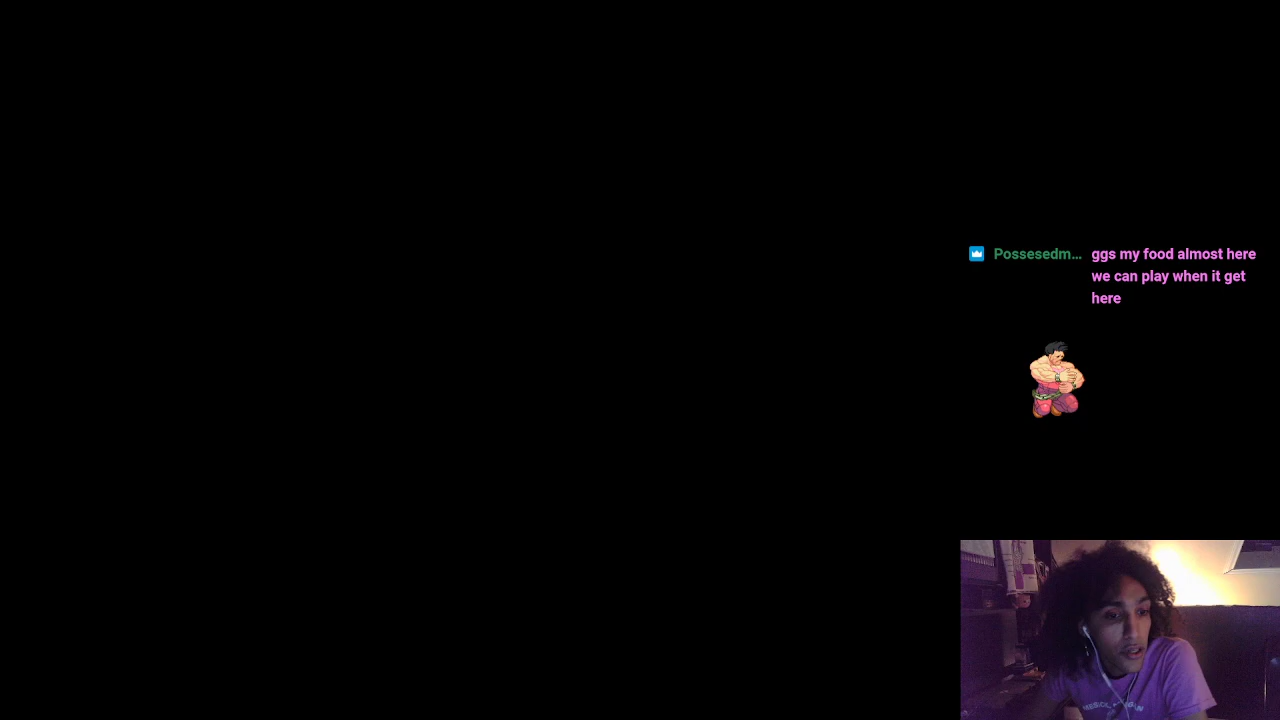 Possesedm... ggs my food almost here
we can play when it get
here